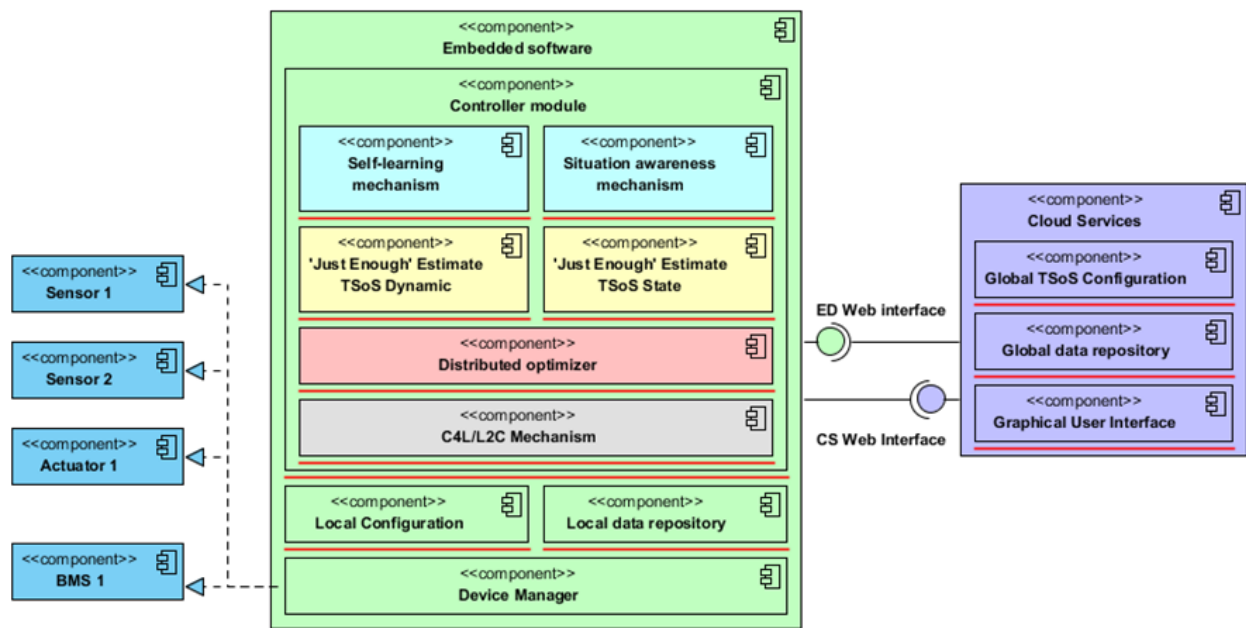 <<component>>
Embedded software
<<component>>
Controller module
<<component>>
Self-learning
mechanism
<<component>>
Situation awareness
mechanism
<<component>>
'Just Enough' Estimate
TSoS Dynamic
<<component>>
'Just Enough' Estimate
TSoS State
<<component>>
Distributed optimizer
<<component>>
C4L/L2C Mechanism
<<component>>
Local Configuration
<<component>>
Local data repository
<<component>>
Device Manager
<<component>>
Sensor 1
<<component>>
Sensor 2
<<component>>
Actuator 1
<<component>>
BMS 1
ED Web interface
CS Web Interface
<<component>>
Cloud Services
<<component>>
Global TSoS Configuration
<<component>>
Global data repository
<<component>>
Graphical User Interface